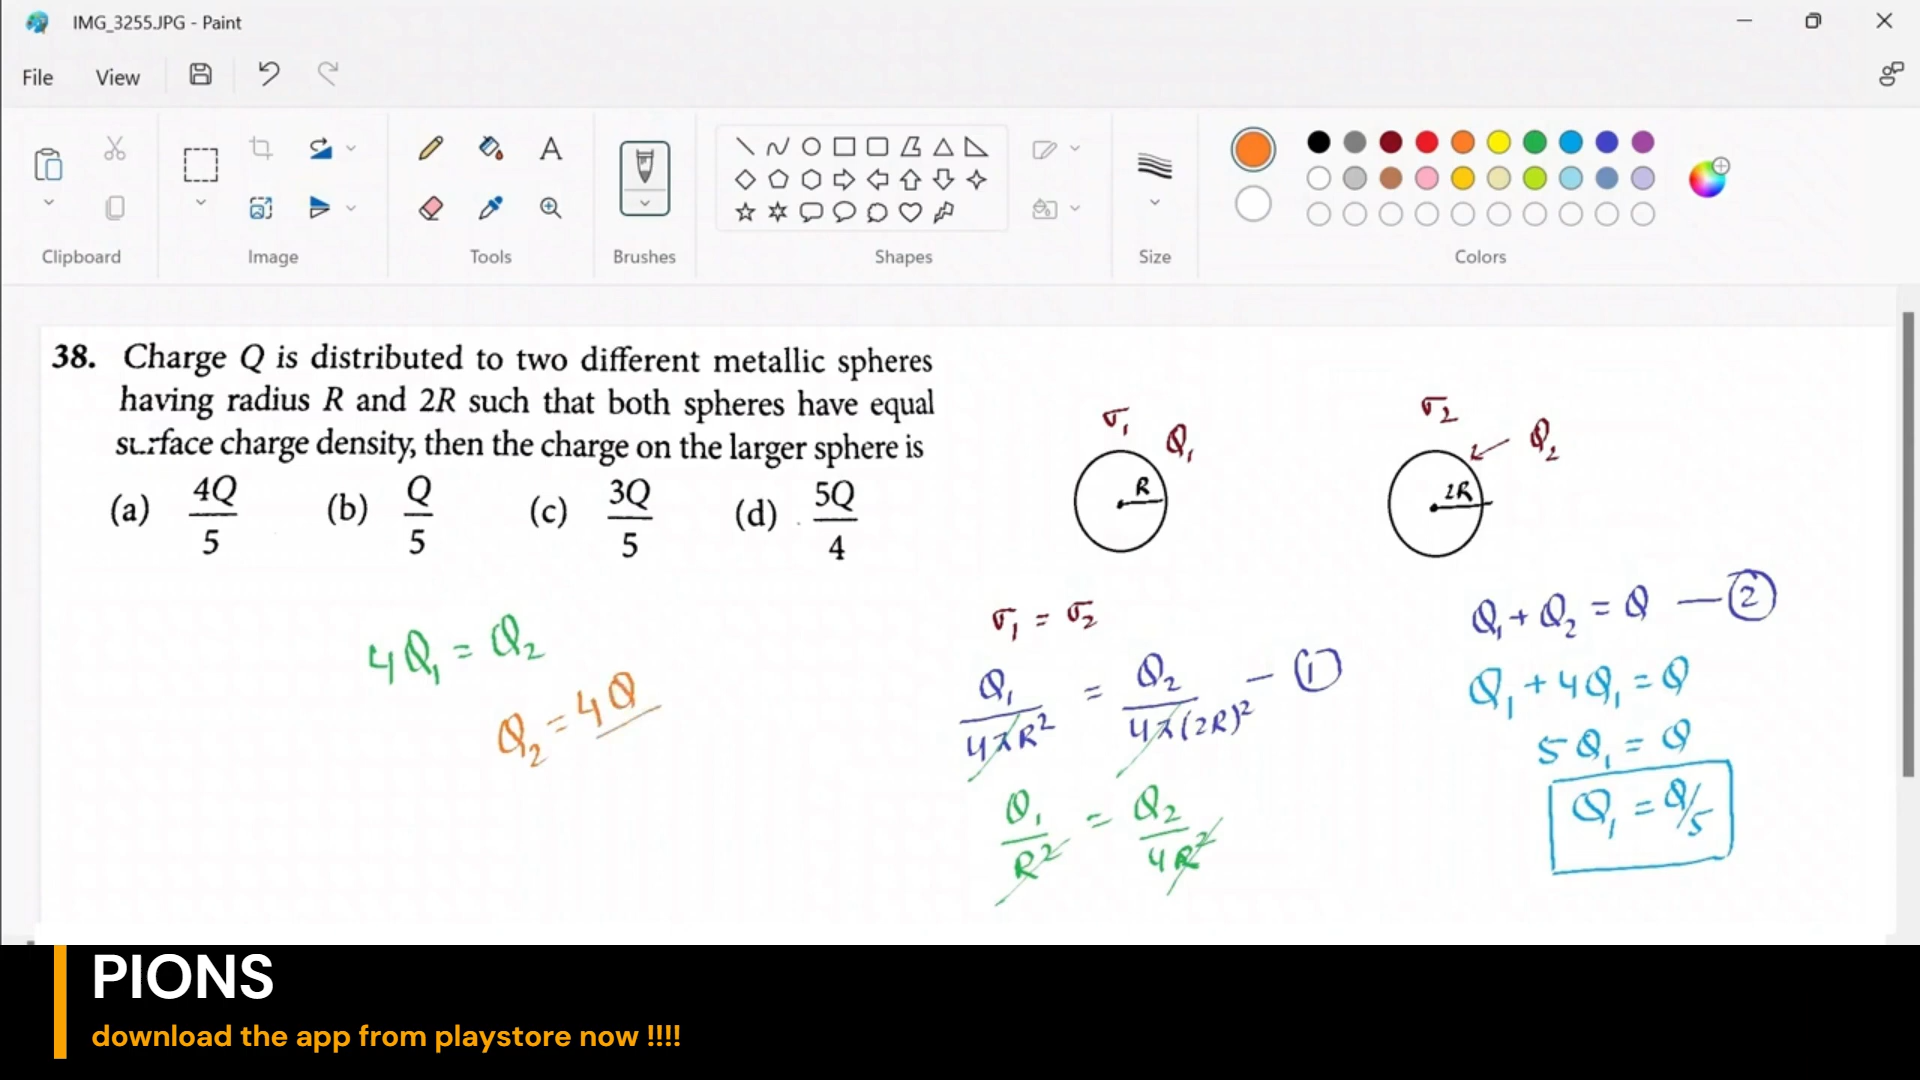 IMG_3255.JPG - Paint
File View
Clipboard Image Tools Brushes Shapes Size Colors
38. Charge Q is distributed to two different metallic spheres
having radius R and 2R such that both spheres have equal
surface charge density, then the charge on the larger sphere is
(a) 4Q/5 (b) Q/5 (c) 3Q/5 (d) 5Q/4
σ₁ Q₁
R
σ₂ Q₂
2R
4Q₁ = Q₂
Q₂ = 4Q
σ₁ = σ₂
Q₁/4πR² = Q₂/4π(2R)² - ①
Q₁/R² = Q₂/4R²
Q₁ + Q₂ = Q — ②
Q₁ + 4Q₁ = Q
5Q₁ = Q
Q₁ = Q/5
PIONS
download the app from playstore now !!!!